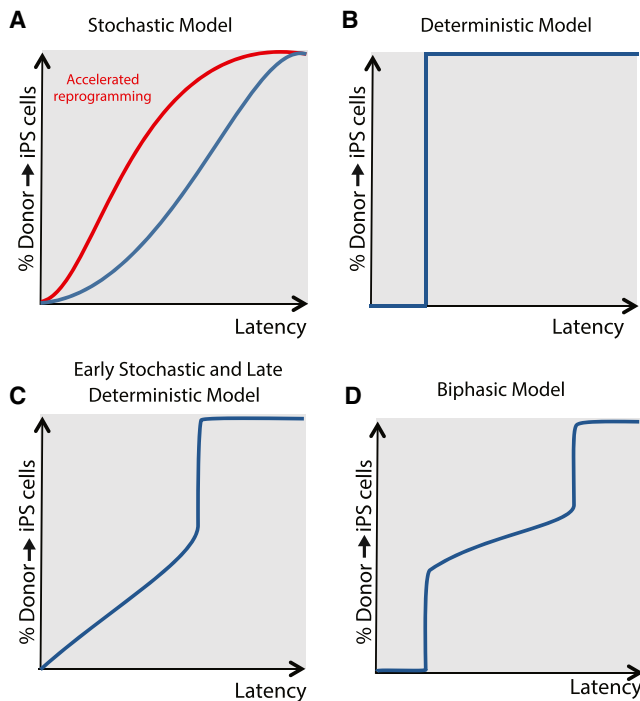 A
Stochastic Model
Accelerated
reprogramming
% Donor → iPS cells
Latency
B
Deterministic Model
% Donor → iPS cells
Latency
C
Early Stochastic and Late
Deterministic Model
% Donor → iPS cells
Latency
D
Biphasic Model
% Donor → iPS cells
Latency